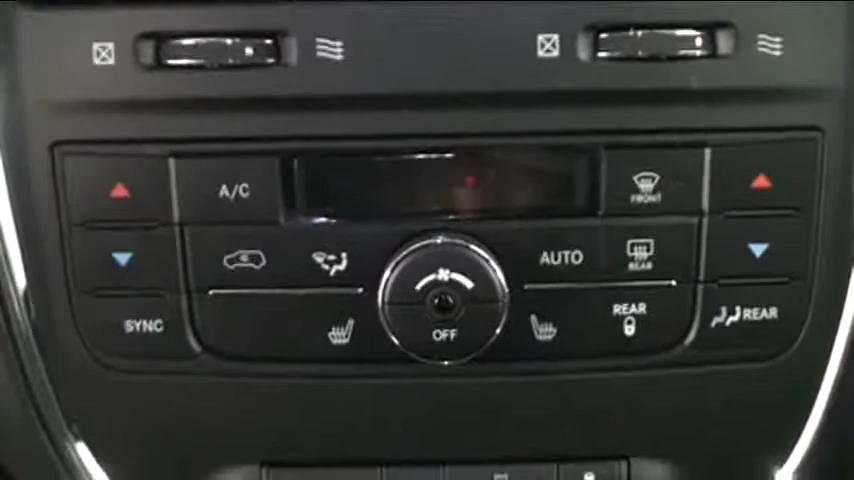 A/C
FRONT
AUTO
REAR
SYNC
OFF
REAR
REAR